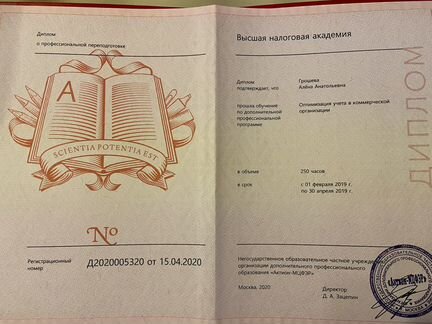 Диплом
о профессиональной переподготовке
A
SCIENTIA POTENTIA EST
№
Регистрационный
номер
Д2020005320 от 15.04.2020
Высшая налоговая академия
Диплом
подтверждает, что
Грошева
Алёна Анатольевна
прошла обучение
по дополнительной
профессиональной
программе
Оптимизация учета в коммерческой
организации
в объеме
250 часов
в срок
с 01 февраля 2019 г.
по 30 апреля 2019 г.
Негосударственное образовательное частное учреждение
организации дополнительного профессионального
образования «Актион-МЦФЭР»
Москва, 2020
Директор
Д. А. Зацепин
ДИПЛОМ
«Актион-МЦФЭР»